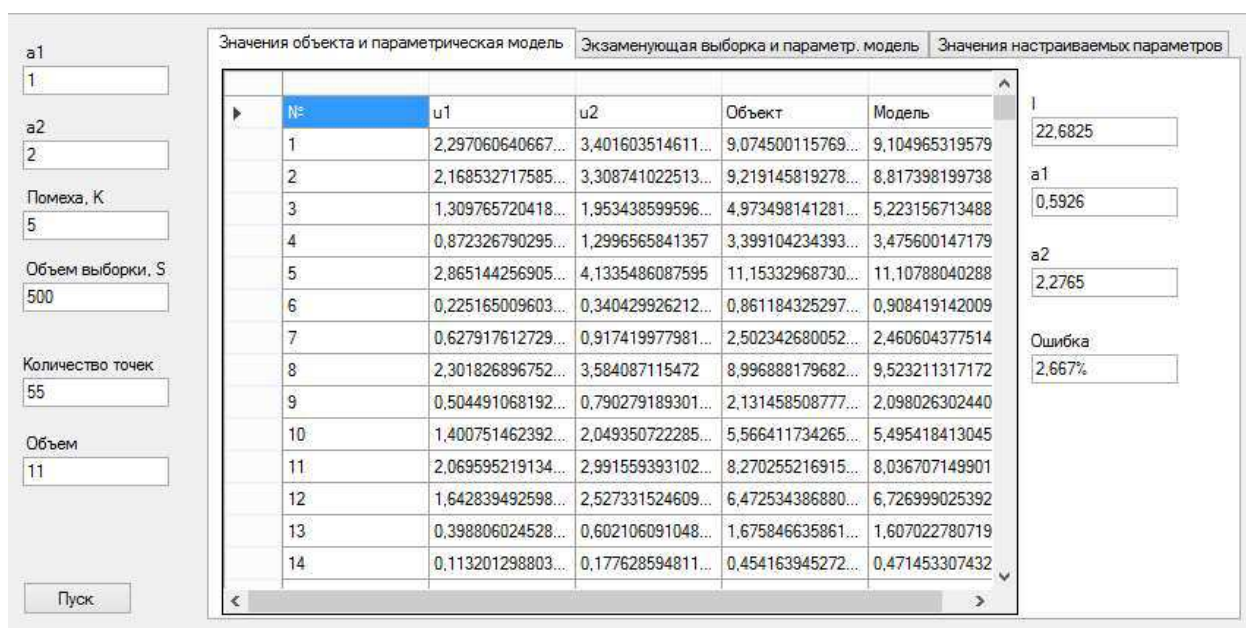 a1
1
a2
2
Помеха, K
5
Объем выборки, S
500
Количество точек
55
Объем
11
Пуск
Значения объекта и параметрическая модель Экзаменующая выборка и параметр. модель Значения настраиваемых параметров
№ u1 u2 Объект Модель
1 2,297060640667... 3,401603514611... 9,074500115769... 9,104965319579
2 2,168532717585... 3,308741022513... 9,219145819278... 8,817398199738
3 1,309765720418... 1,953438599596... 4,973498141281... 5,223156713488
4 0,872326790295... 1,2996565841357 3,399104234393... 3,475600147179
5 2,865144256905... 4,1335486087595 11,15332968730... 11,10788040288
6 0,225165009603... 0,340429926212... 0,861184325297... 0,908419142009
7 0,627917612729... 0,917419977981... 2,502342680052... 2,460604377514
8 2,301826896752... 3,584087115472 8,996888179682... 9,523211317172
9 0,504491068192... 0,790279189301... 2,131458508777... 2,098026302440
10 1,400751462392... 2,049350722285... 5,566411734265... 5,495418413045
11 2,069595219134... 2,991559393102... 8,270255216915... 8,036707149901
12 1,642839492598... 2,527331524609... 6,472534386880... 6,726999025392
13 0,398806024528... 0,602106091048... 1,675846635861... 1,607022780719
14 0,113201298803... 0,177628594811... 0,454163945272... 0,471453307432
I
22,6825
a1
0,5926
a2
2,2765
Ошибка
2,667%